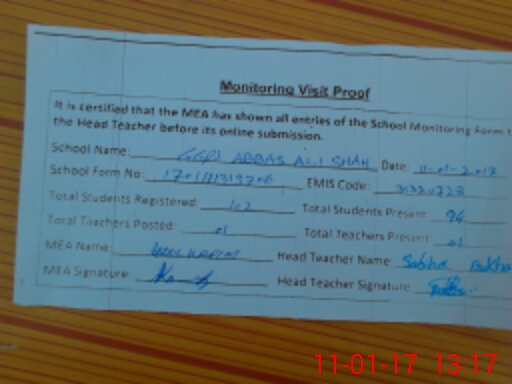 Monitoring Visit Proof
It is certified that the MEA has shown all entries of the School Monitoring Form t
the Head Teacher before its online submission.
School Name: GGPS ABBAS ALI SHAH Date: 11-01-2017
School Form No: EMIS Code:
Total Students Registered: Total Students Present: 96
Total Teachers Posted: 01 Total Teachers Present: 01
MEA Name: Head Teacher Name: Sabha Bukha
MEA Signature: Head Teacher Signature:
11-01-17 13:17